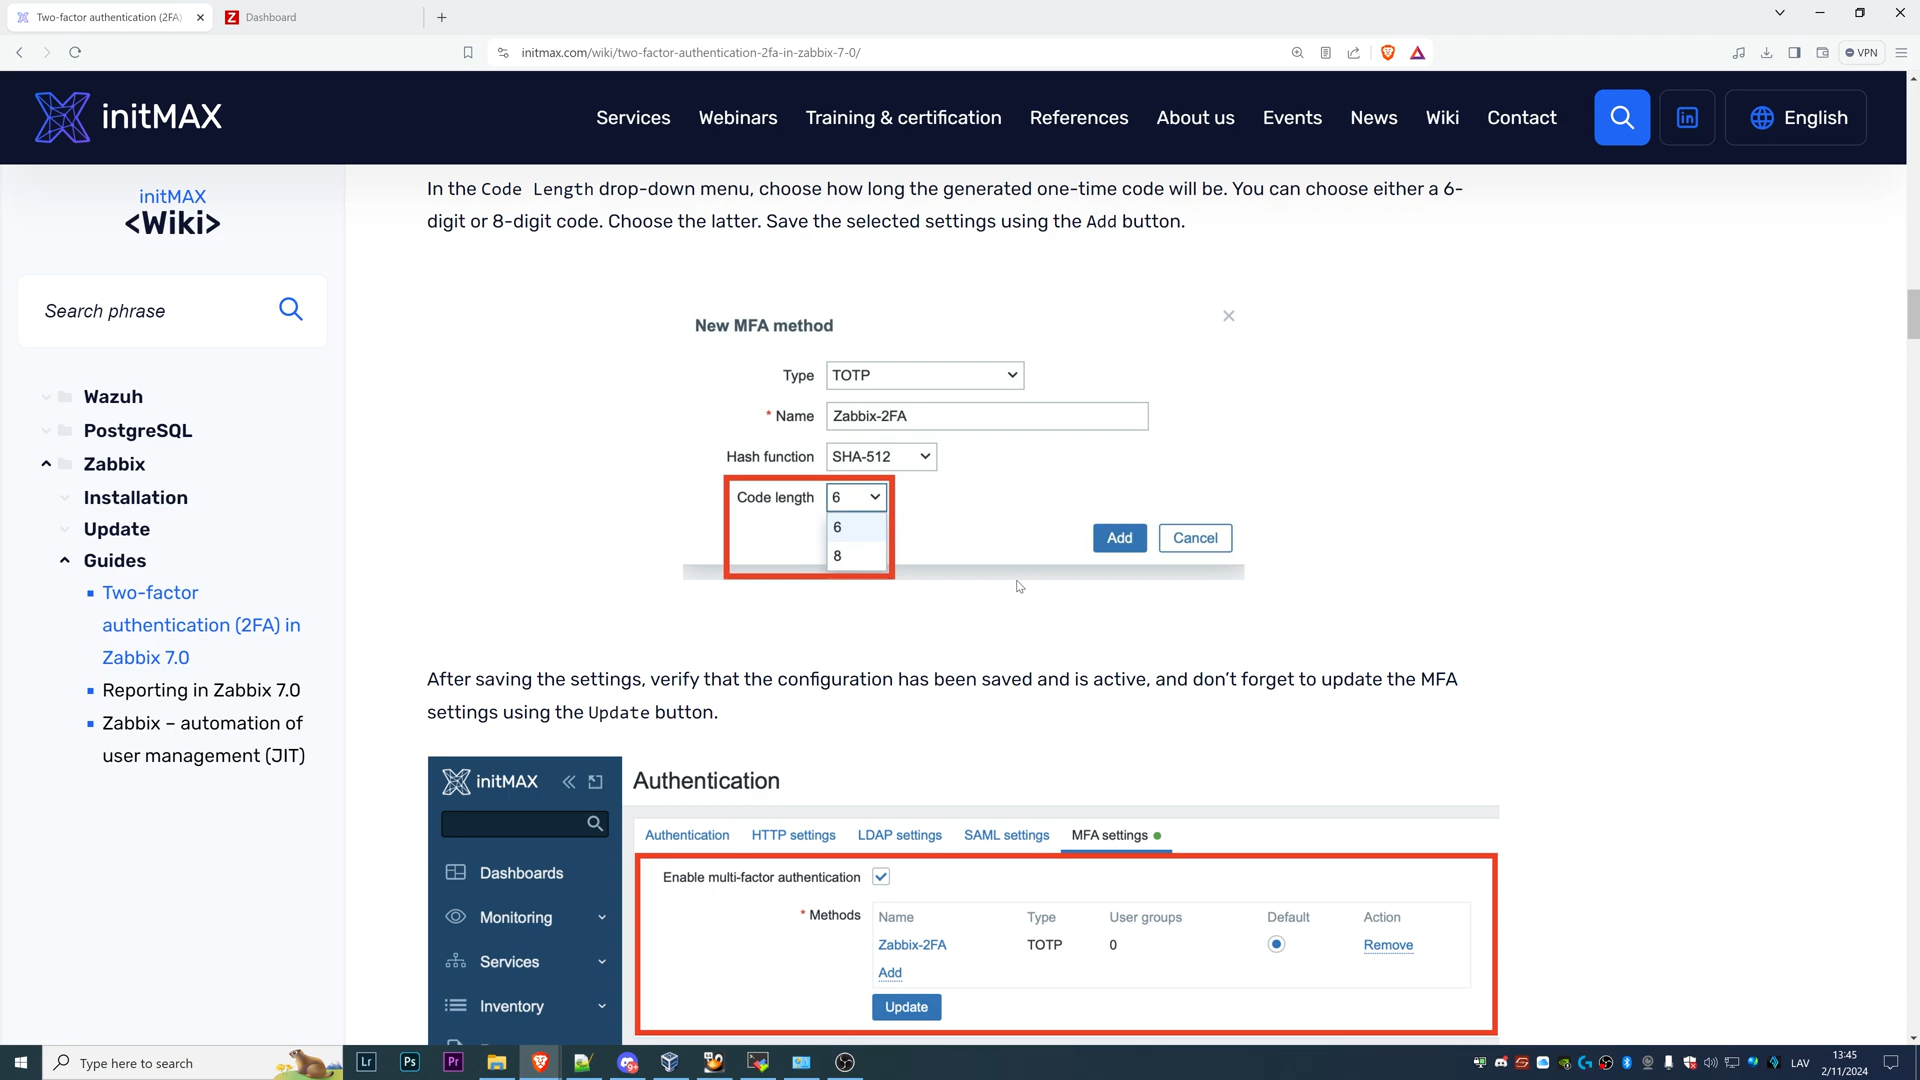 Two-factor authentication (2FA)
Dashboard
initmax.com/wiki/two-factor-authentication-2fa-in-zabbix-7-0/
VPN
initMAX
Services
Webinars
Training & certification
References
About us
Events
News
Wiki
Contact
in
English
initMAX
<Wiki>
Search phrase
Wazuh
PostgreSQL
Zabbix
Installation
Update
Guides
Two-factor
authentication (2FA) in
Zabbix 7.0
Reporting in Zabbix 7.0
Zabbix – automation of
user management (JIT)
In the Code Length drop-down menu, choose how long the generated one-time code will be. You can choose either a 6-
digit or 8-digit code. Choose the latter. Save the selected settings using the Add button.
New MFA method
Type TOTP
* Name Zabbix-2FA
Hash function SHA-512
Code length 6
6
8
Add
Cancel
After saving the settings, verify that the configuration has been saved and is active, and don't forget to update the MFA
settings using the Update button.
initMAX
Dashboards
Monitoring
Services
Inventory
Authentication
Authentication
HTTP settings
LDAP settings
SAML settings
MFA settings
Enable multi-factor authentication
* Methods
Name Type User groups Default Action
Zabbix-2FA TOTP 0 Remove
Add
Update
Type here to search
Lr
Ps
Pr
LAV
13:45
2/11/2024